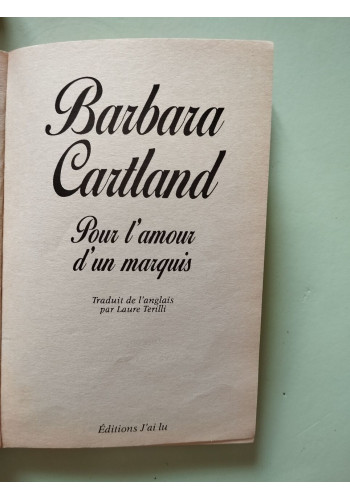 Barbara
Cartland
Pour l'amour
d'un marquis
Traduit de l'anglais
par Laure Terilli
Éditions J'ai lu